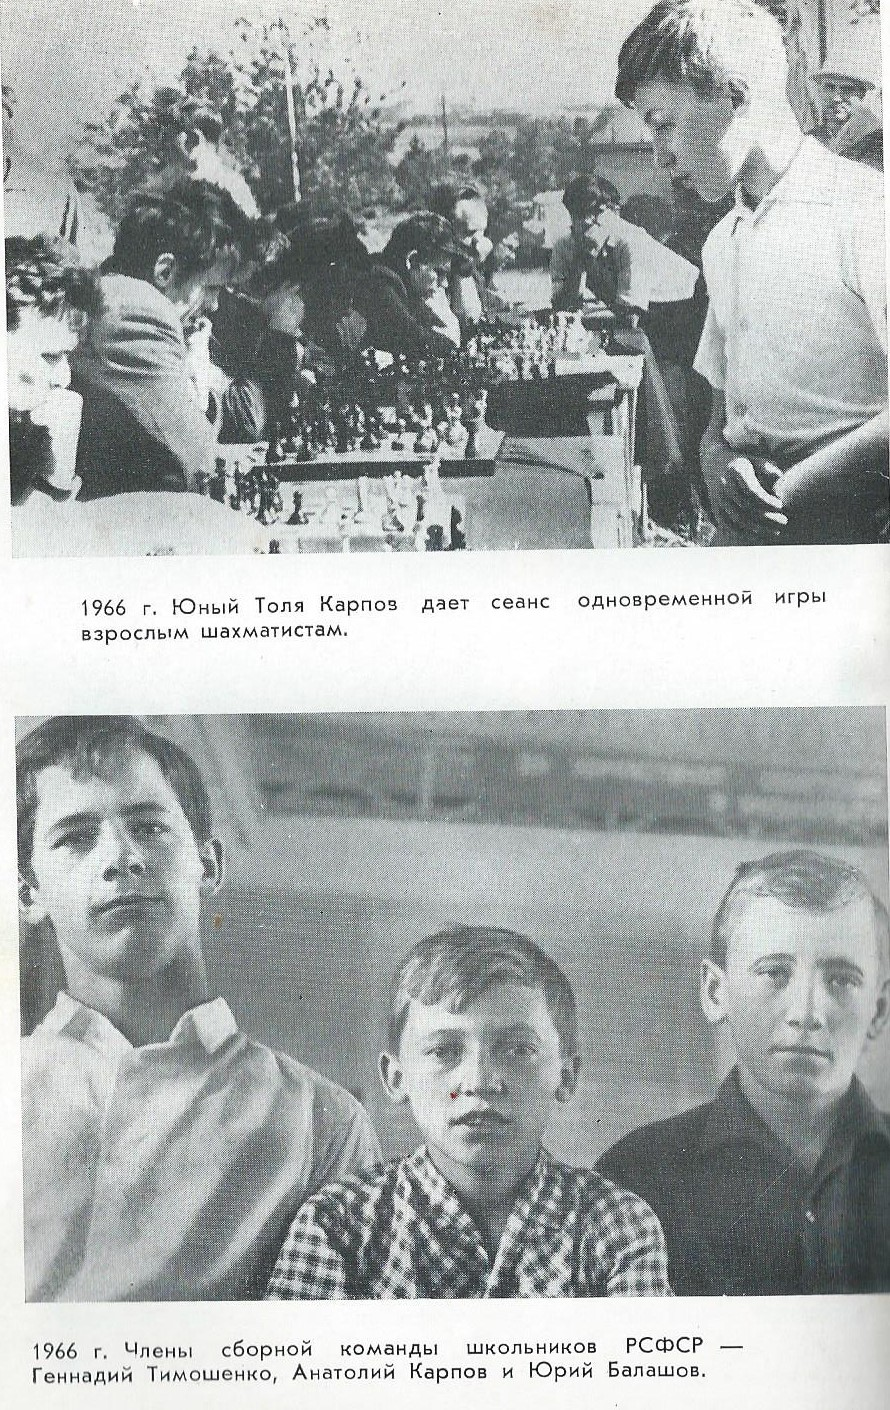 1966 г. Юный Толя Карпов дает сеанс одновременной игры
взрослым шахматистам.
1966 г. Члены сборной команды школьников РСФСР —
Геннадий Тимошенко, Анатолий Карпов и Юрий Балашов.